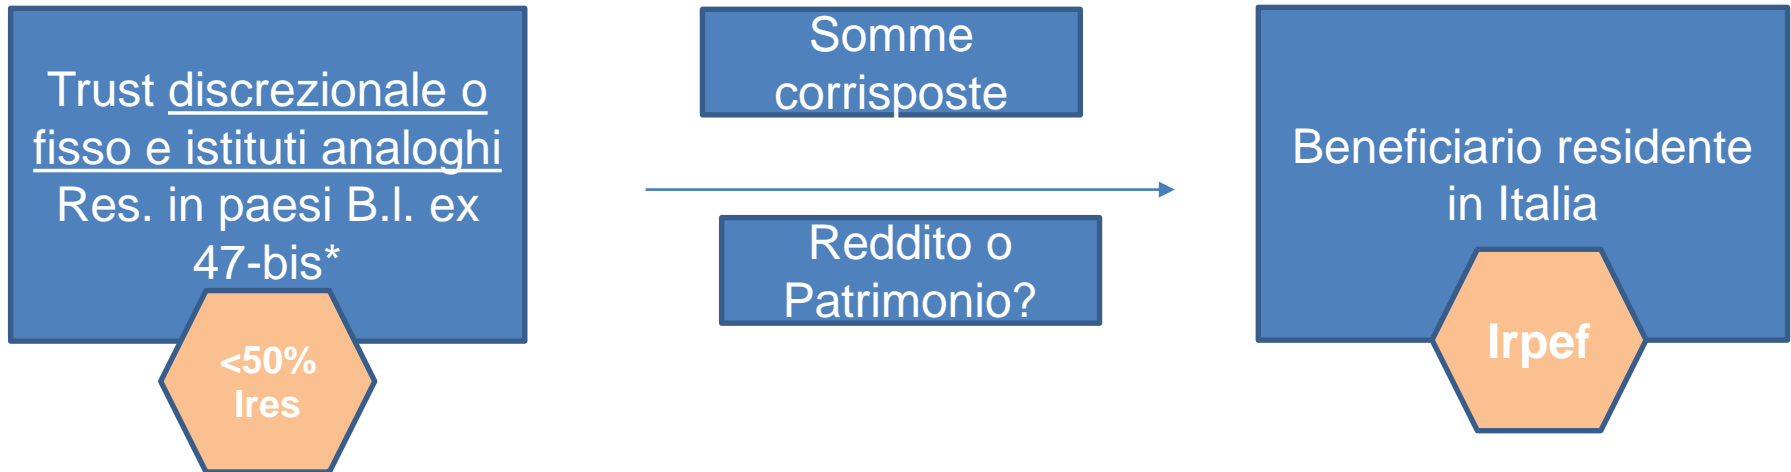 Trust discrezionale o
fisso e istituti analoghi
Res. in paesi B.l. ex
47-bis*
<50%
Ires
Somme
corrisposte
Reddito o
Patrimonio?
Beneficiario residente
in Italia
Irpef